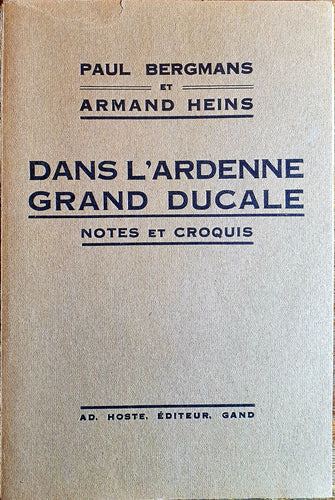 PAUL BERGMANS
ET
ARMAND HEINS
DANS L'ARDENNE
GRAND DUCALE
NOTES ET CROQUIS
AD. HOSTE, ÉDITEUR, GAND